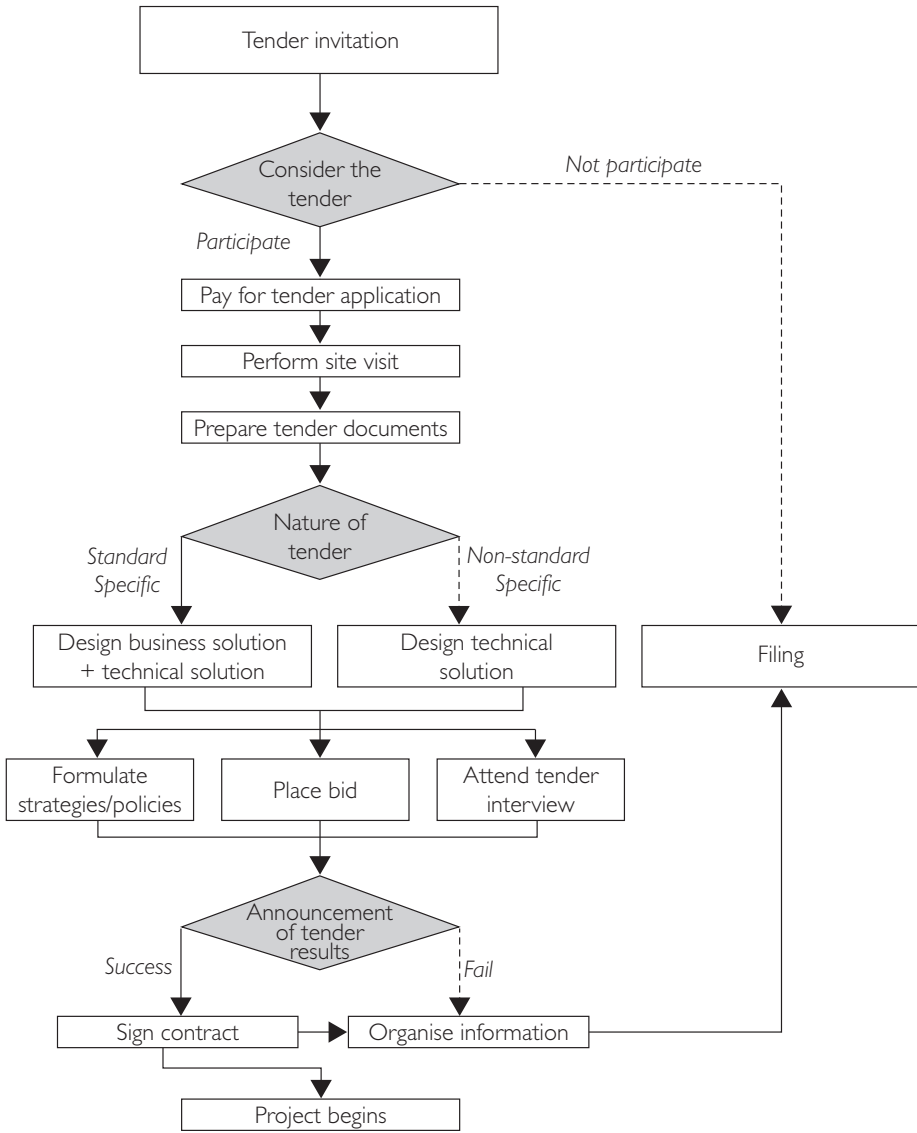 Tender invitation
Consider the
tender
Not participate
Participate
Pay for tender application
Perform site visit
Prepare tender documents
Nature of
tender
Standard
Specific
Non-standard
Specific
Design business solution
+ technical solution
Design technical
solution
Filing
Formulate
strategies/policies
Place bid
Attend tender
interview
Announcement
of tender
results
Success
Fail
Sign contract
Organise information
Project begins